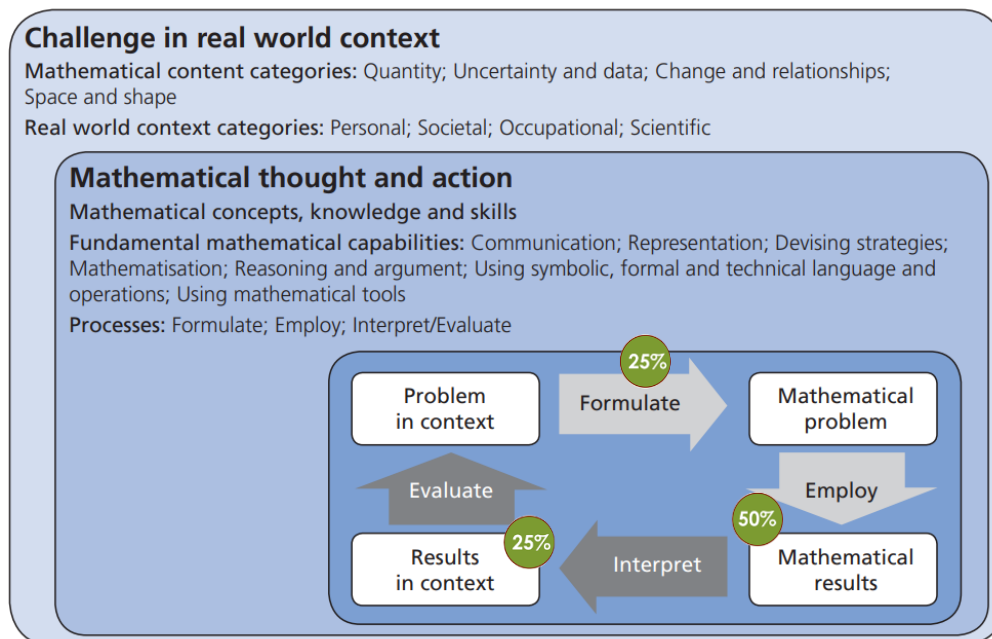 Challenge in real world context
Mathematical content categories: Quantity; Uncertainty and data; Change and relationships;
Space and shape
Real world context categories: Personal; Societal; Occupational; Scientific
Mathematical thought and action
Mathematical concepts, knowledge and skills
Fundamental mathematical capabilities: Communication; Representation; Devising strategies;
Mathematisation; Reasoning and argument; Using symbolic, formal and technical language and
operations; Using mathematical tools
Processes: Formulate; Employ; Interpret/Evaluate
Problem
in context
25%
Formulate
Mathematical
problem
Evaluate
Employ
Results
in context
25%
Interpret
50%
Mathematical
results